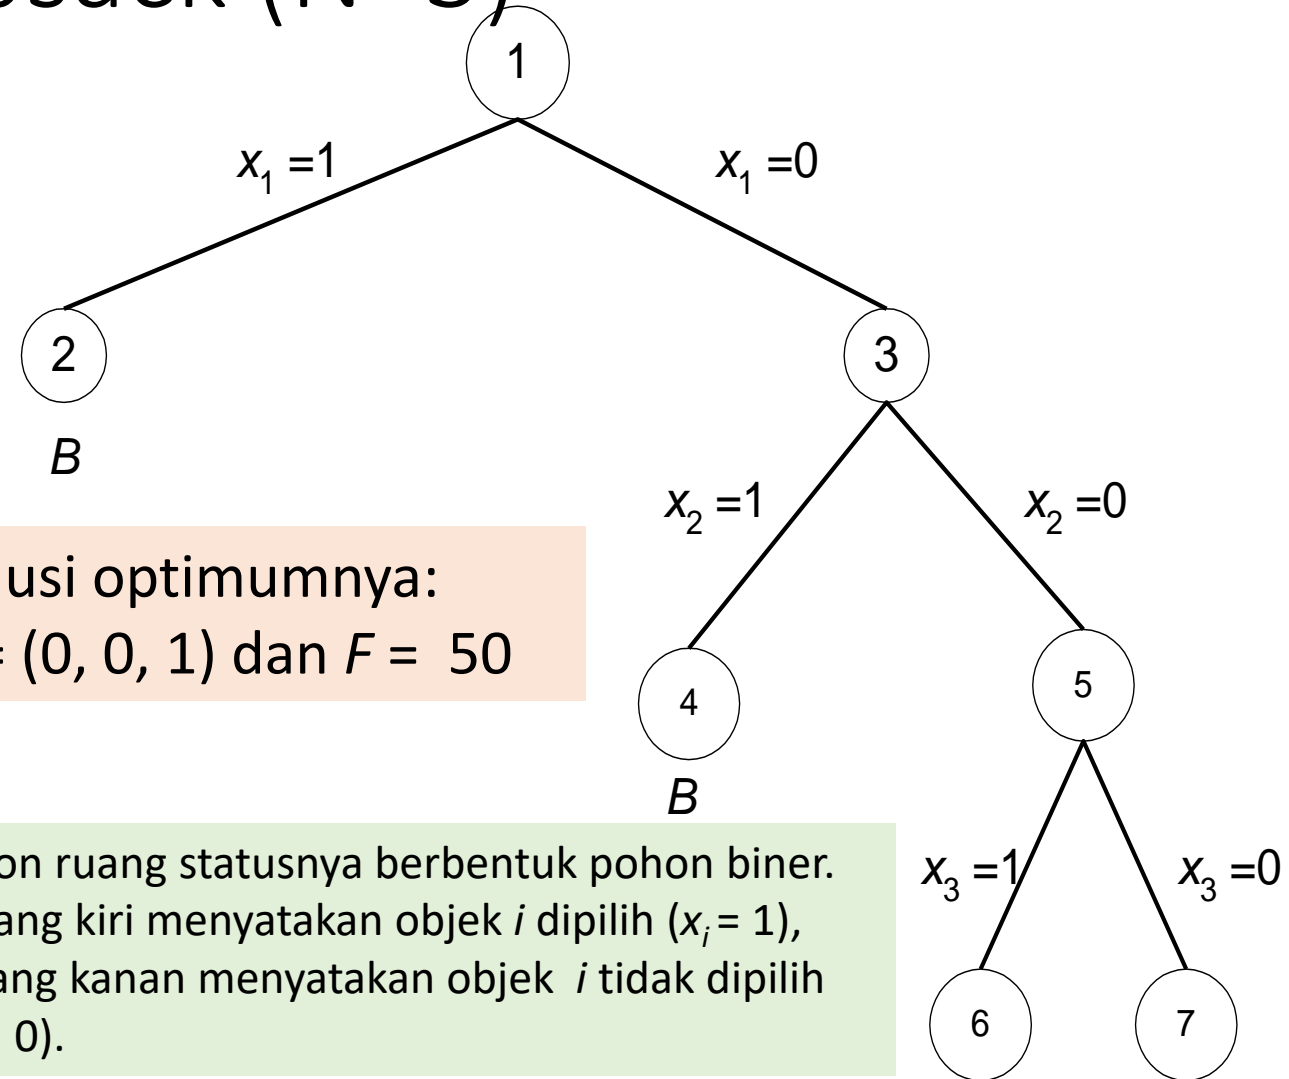 1
x1 =1
x1 =0
2
3
B
x2 =1
x2 =0
usi optimumnya:
= (0, 0, 1) dan F = 50
4
5
B
on ruang statusnya berbentuk pohon biner.
ang kiri menyatakan objek i dipilih (xi = 1),
ang kanan menyatakan objek i tidak dipilih
0).
x3 =1
x3 =0
6
7